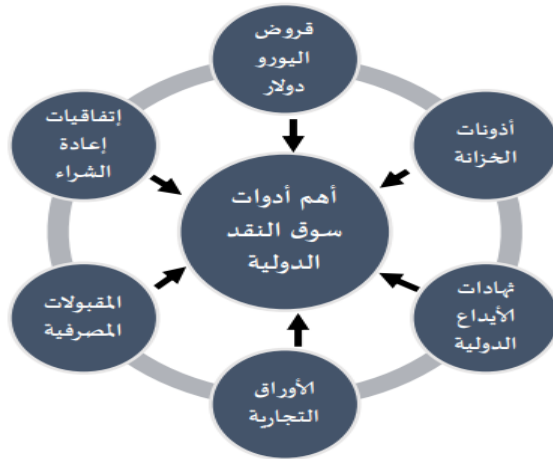 قروض
اليورو
دولار
أذونات
الخزانة
شهادات
الأيداع
الدولية
الأوراق
التجارية
المقبولات
المصرفية
إتفاقيات
إعادة
الشراء
أهم أدوات
سوق النقد
الدولية